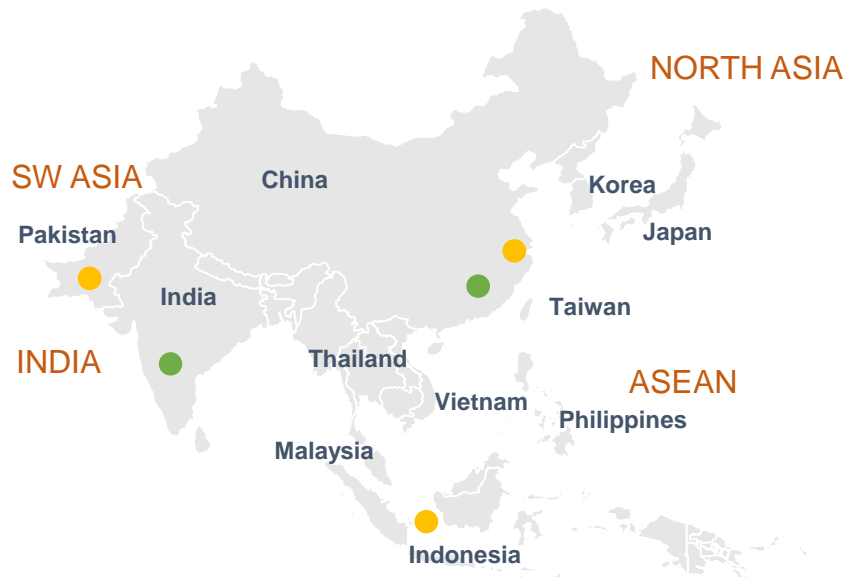 NORTH ASIA
SW ASIA
China
Korea
Pakistan
Japan
India
Taiwan
INDIA
Thailand
ASEAN
Vietnam
Philippines
Malaysia
Indonesia